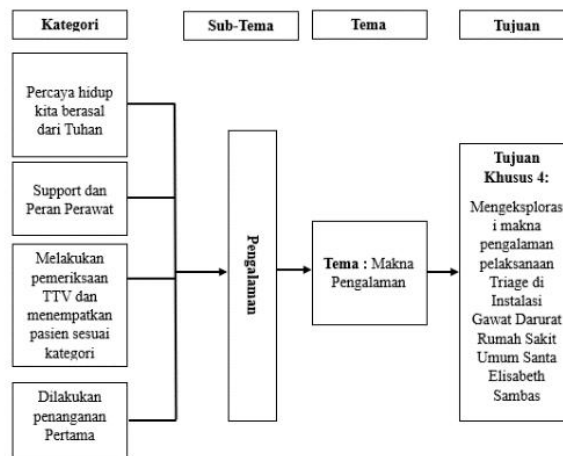 Kategori
Sub-Tema
Tema
Tujuan
Percaya hidup
kita berasal
dari Tuhan
Support dan
Peran Perawat
Melakukan
pemeriksaan
TTV dan
menempatkan
pasien sesuai
kategori
Dilakukan
penanganan
Pertama
Pengalaman
Tema : Makna
Pengalaman
Tujuan
Khusus 4:
Mengeksploras
i makna
pengalaman
pelaksanaan
Triage di
Instalasi
Gawat Darurat
Rumah Sakit
Umum Santa
Elisabeth
Sambas